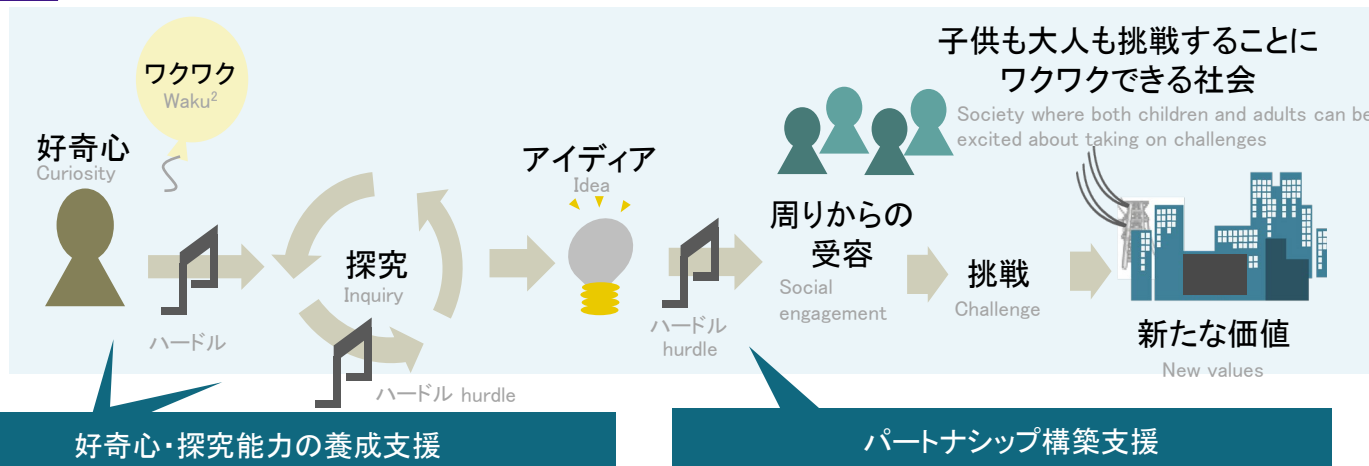 ワクワク
Waku²
好奇心
Curiosity
ハードル
探究
Inquiry
ハードル hurdle
アイディア
Idea
ハードル
hurdle
子供も大人も挑戦することに
ワクワクできる社会
Society where both children and adults can be
excited about taking on challenges
周りからの
受容
Social
engagement
挑戦
Challenge
新たな価値
New values
好奇心・探究能力の養成支援
パートナシップ構築支援